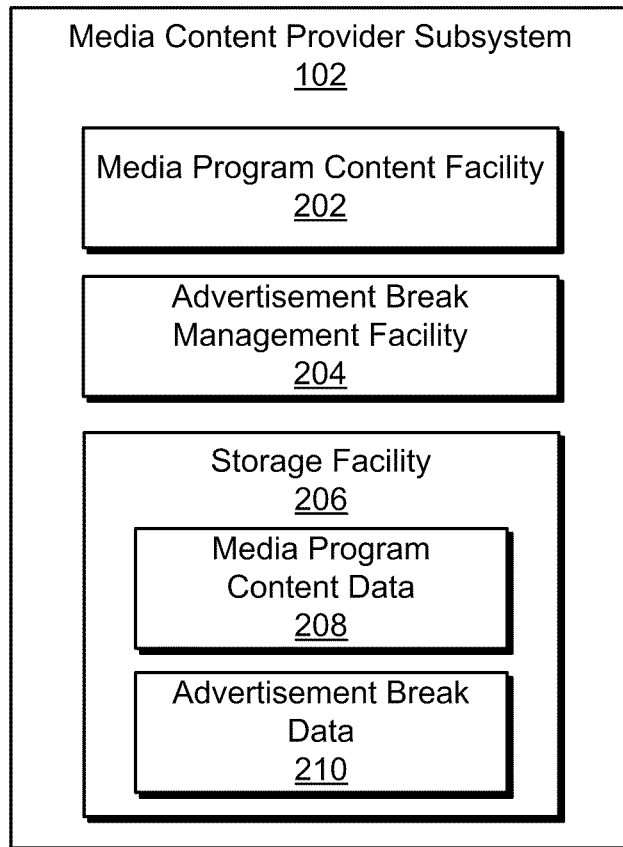 Media Content Provider Subsystem
102
Media Program Content Facility
202
Advertisement Break
Management Facility
204
Storage Facility
206
Media Program
Content Data
208
Advertisement Break
Data
210